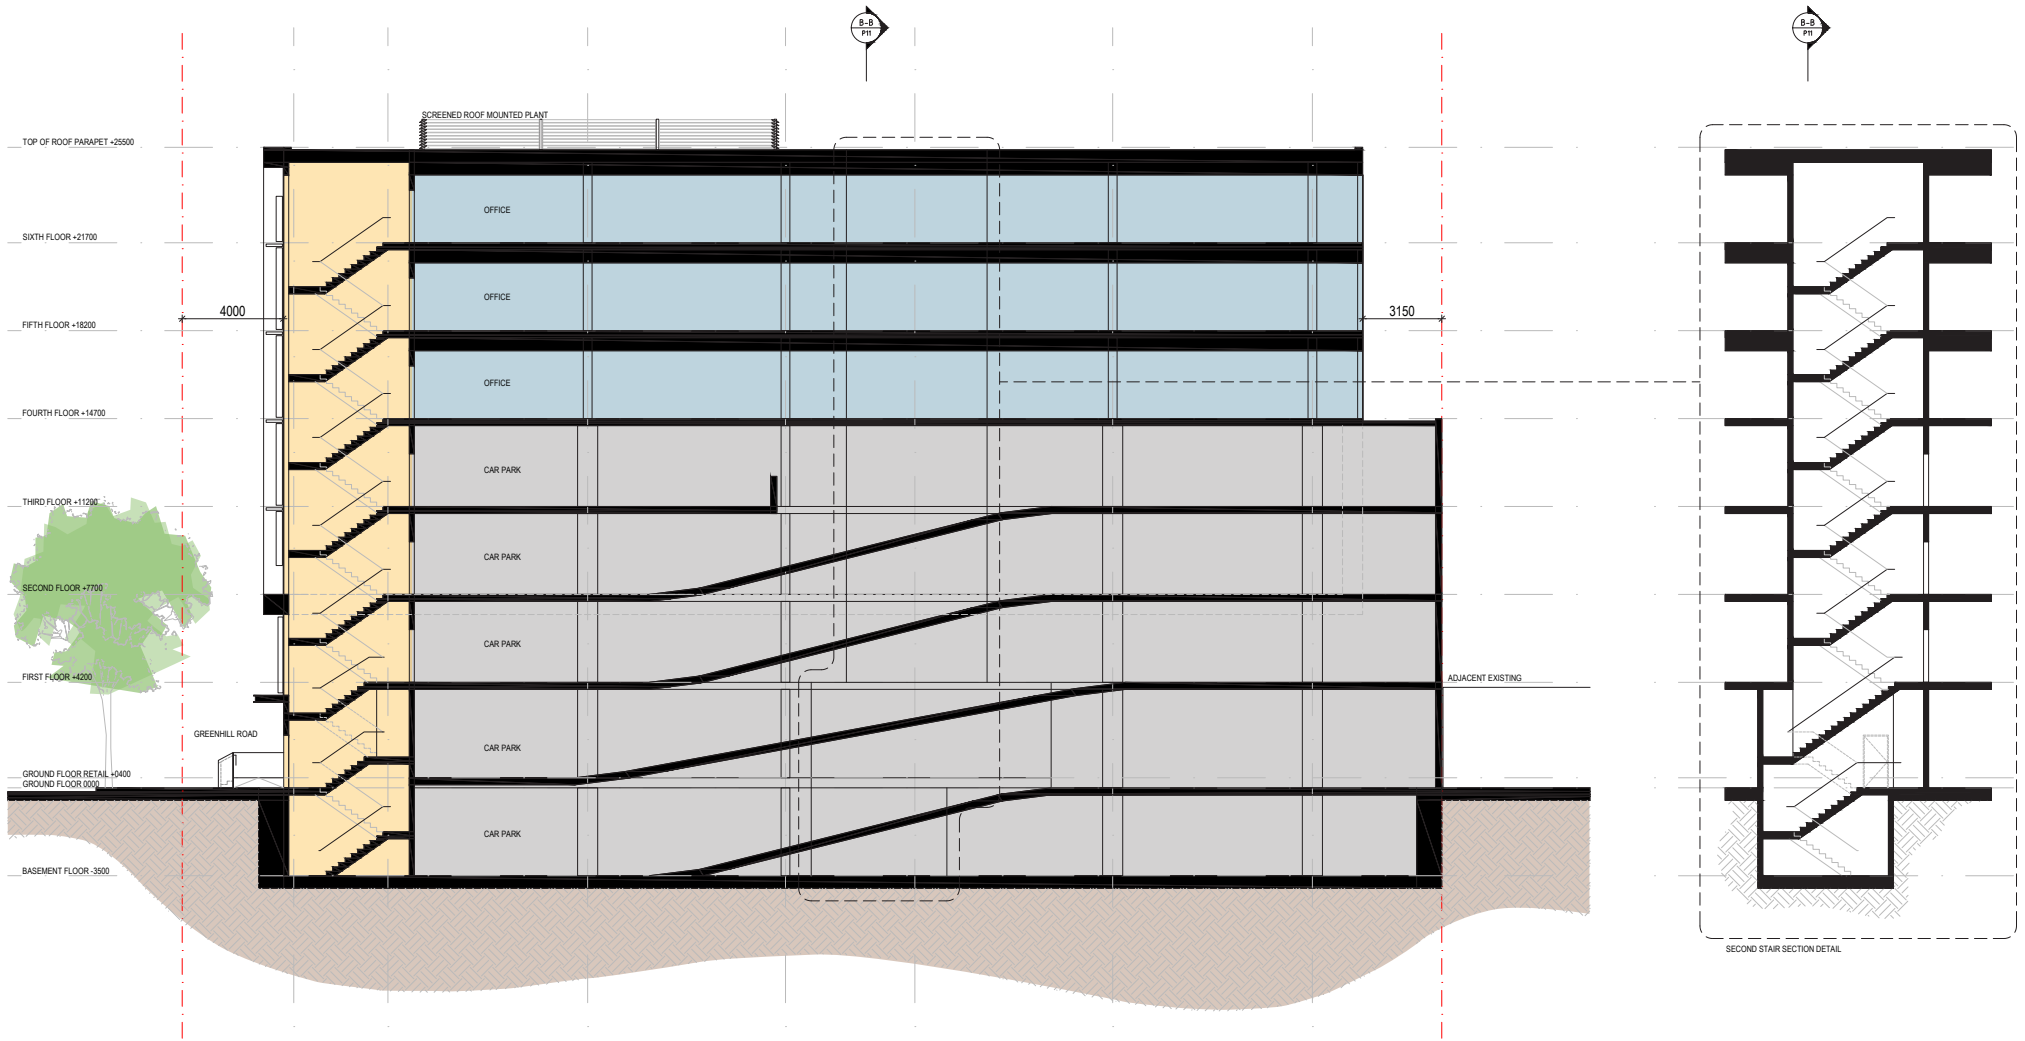 B-B
P11
B-B
P11
SCREENED ROOF MOUNTED PLANT
TOP OF ROOF PARAPET +25500
OFFICE
SIXTH FLOOR +21700
OFFICE
4000
3150
FIFTH FLOOR +18200
OFFICE
FOURTH FLOOR +14700
CAR PARK
THIRD FLOOR +11200
CAR PARK
SECOND FLOOR +7700
CAR PARK
FIRST FLOOR +4200
ADJACENT EXISTING
GREENHILL ROAD
CAR PARK
GROUND FLOOR RETAIL +0400
GROUND FLOOR 0000
CAR PARK
BASEMENT FLOOR -3500
SECOND STAIR SECTION DETAIL